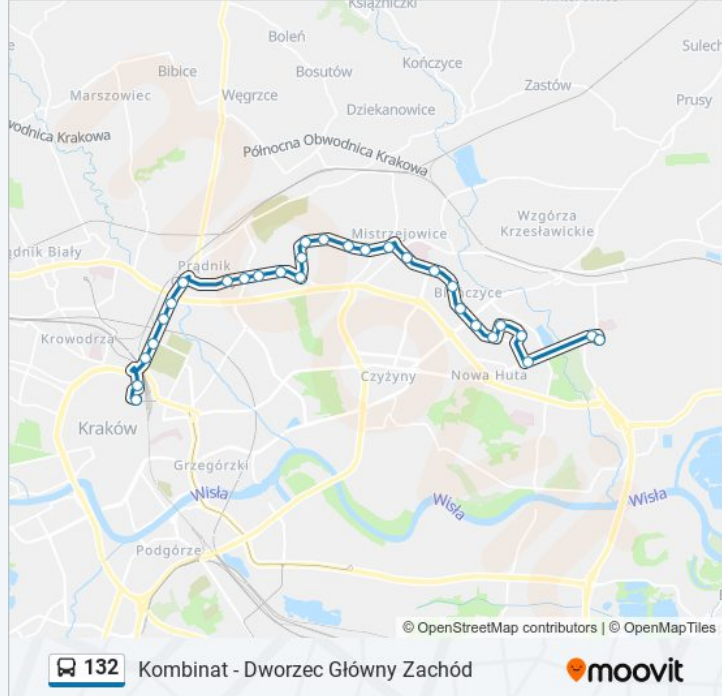 Książniczki
Boleń
Sulech
Kończyce
Bibice
Bosutów
Zastów
Marszowiec
Węgrzce
Prusy
Dziekanowice
wodnica Krakowa
Północna Obwodnica Krakowa
Wzgórza
Krzesławickie
Mistrzejowice
ądnik Biały
Prądnik
Bieńczyce
Krowodrza
Czyżyny
Nowa Huta
Kraków
Grzegórzki
Wisła
Wisła
Wisła
Podgórze
© OpenStreetMap contributors | © OpenMapTiles
132 Kombinat - Dworzec Główny Zachód
moovit